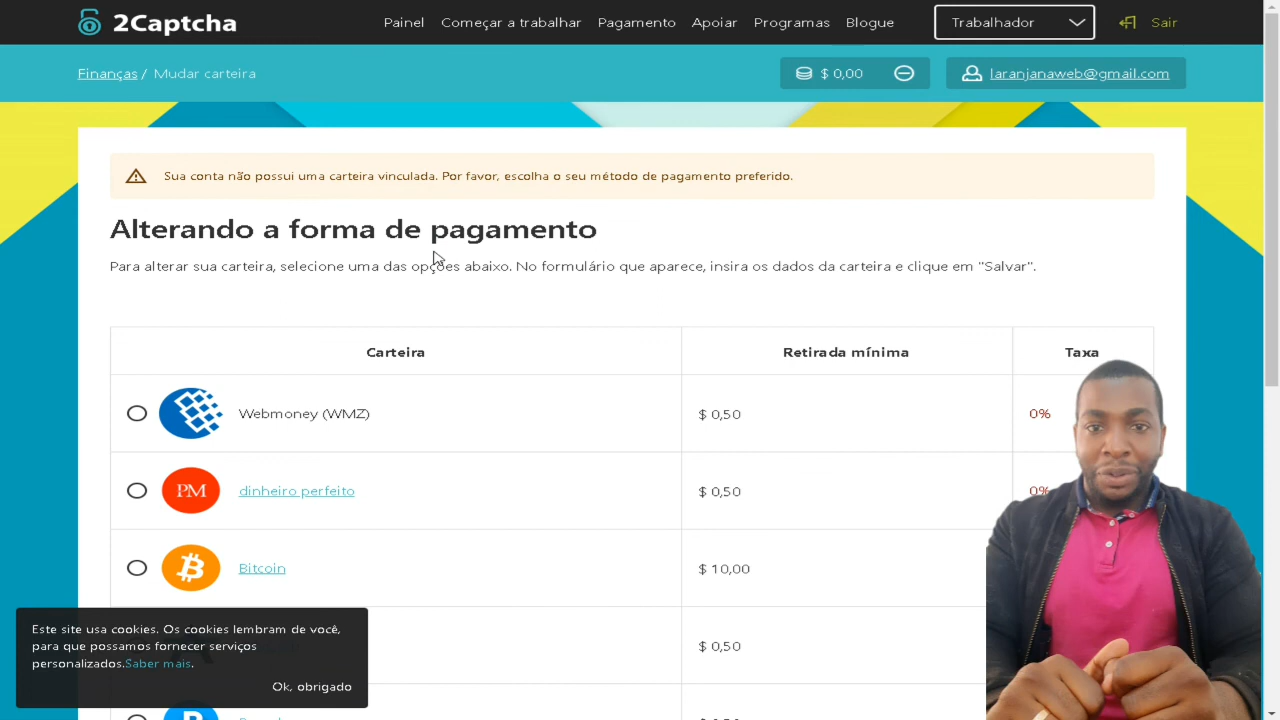 2Captcha
Painel Começar a trabalhar Pagamento Apoiar Programas Blogue Trabalhador Sair
Finanças / Mudar carteira $ 0,00 laranjanaweb@gmail.com
Sua conta não possui uma carteira vinculada. Por favor, escolha o seu método de pagamento preferido.
Alterando a forma de pagamento
Para alterar sua carteira, selecione uma das opções abaixo. No formulário que aparece, insira os dados da carteira e clique em "Salvar".
Carteira Retirada mínima Taxa
Webmoney (WMZ) $ 0,50 0%
PM dinheiro perfeito $ 0,50 0%
Bitcoin $ 10,00
$ 0,50
Este site usa cookies. Os cookies lembram de você,
para que possamos fornecer serviços
personalizados.Saber mais.
Ok, obrigado